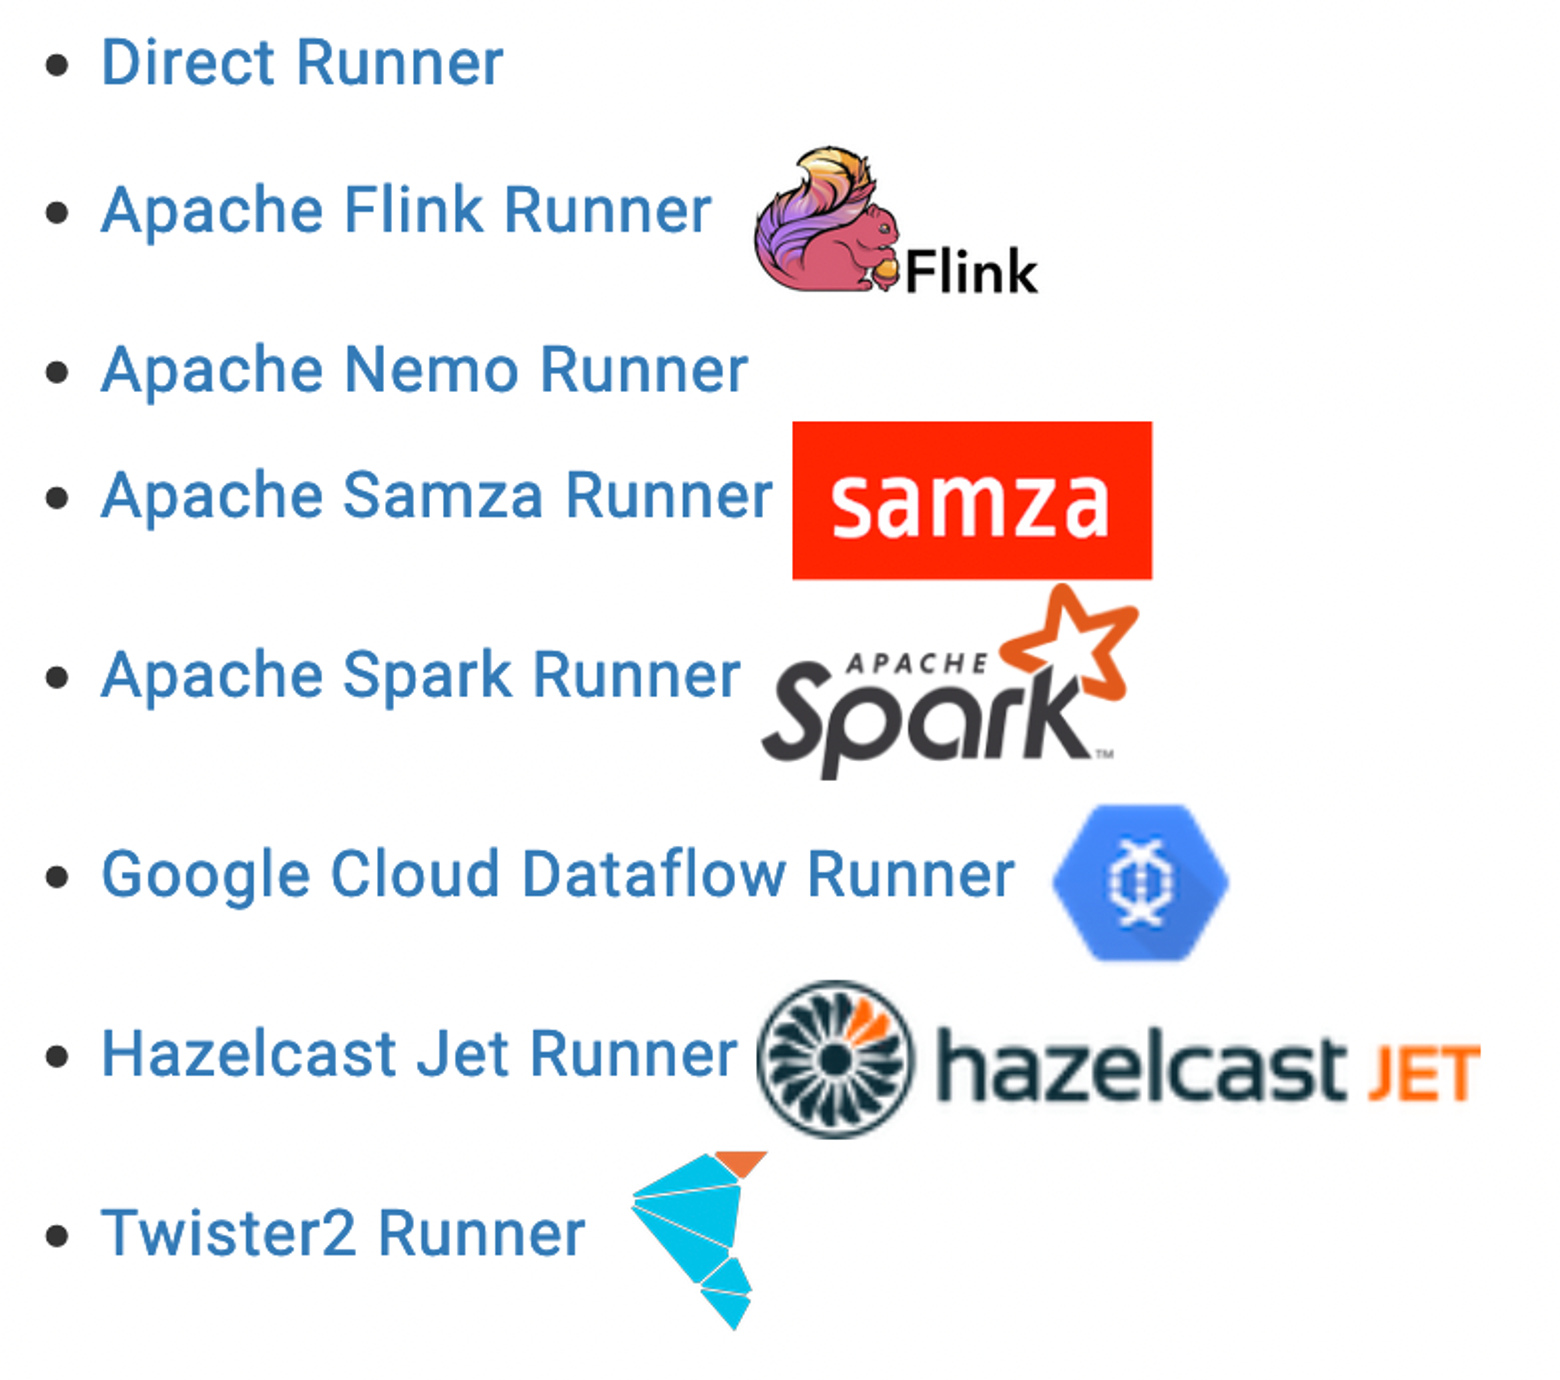 Direct Runner
Apache Flink Runner Flink
Apache Nemo Runner
Apache Samza Runner samza
Apache Spark Runner APACHE Spark™
Google Cloud Dataflow Runner
Hazelcast Jet Runner hazelcast JET
Twister2 Runner